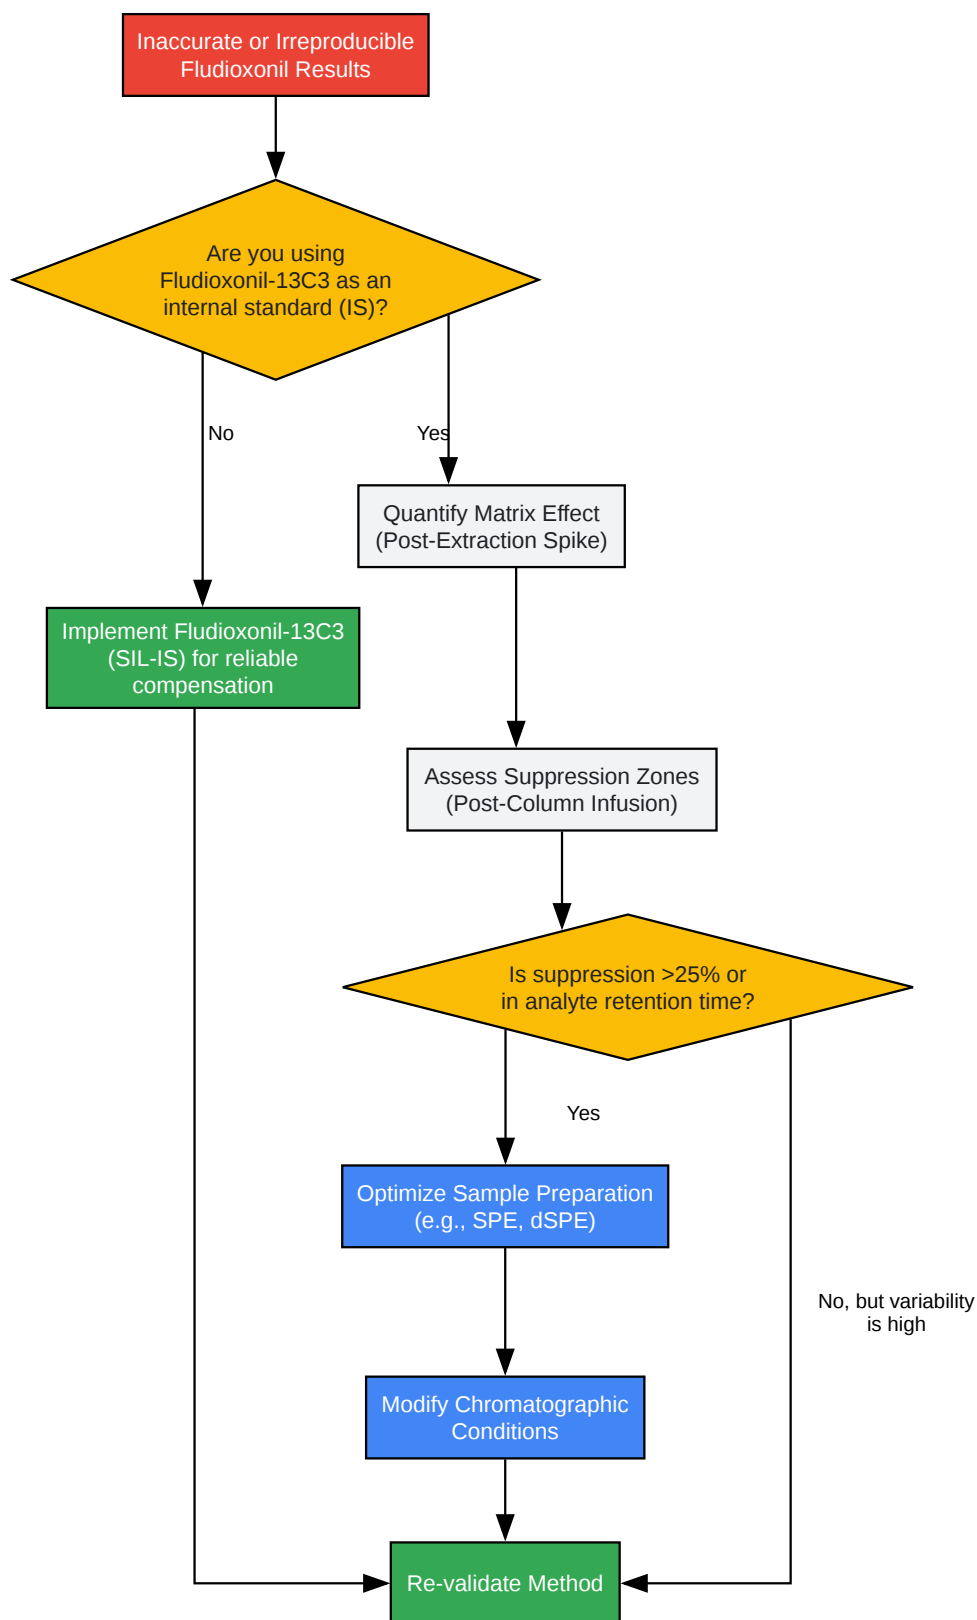 Inaccurate or Irreproducible
Fludioxonil Results
Are you using
Fludioxonil-13C3 as an
internal standard (IS)?
No
Yes
Quantify Matrix Effect
(Post-Extraction Spike)
Implement Fludioxonil-13C3
(SIL-IS) for reliable
compensation
Assess Suppression Zones
(Post-Column Infusion)
Is suppression >25% or
in analyte retention time?
Yes
Optimize Sample Preparation
(e.g., SPE, dSPE)
No, but variability
is high
Modify Chromatographic
Conditions
Re-validate Method